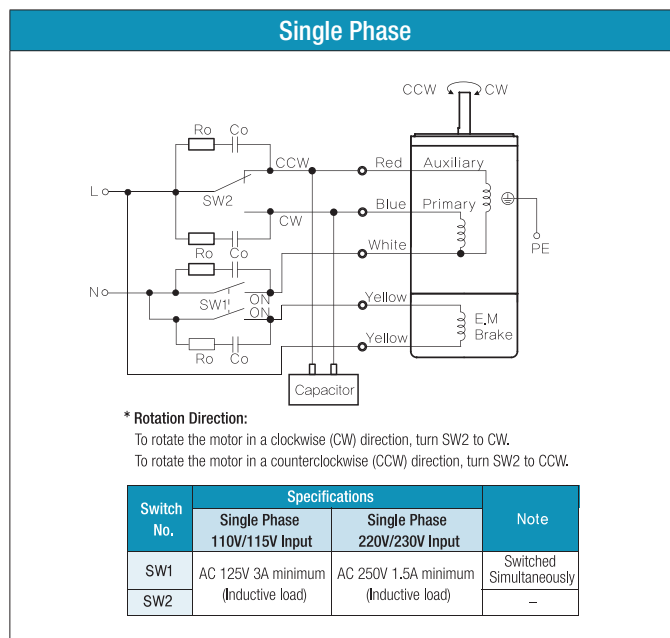 Single Phase
CCW CW
Ro Co
CCW Red Auxiliary
L SW2
Blue Primary
CW
Ro Co White
Ro Co PE
N
SW1 ON
ON Yellow
E.M
Brake
Yellow
Ro Co
Capacitor
* Rotation Direction:
To rotate the motor in a clockwise (CW) direction, turn SW2 to CW.
To rotate the motor in a counterclockwise (CCW) direction, turn SW2 to CCW.
Switch No. Specifications Note
Single Phase 110V/115V Input Single Phase 220V/230V Input
SW1 AC 125V 3A minimum (Inductive load) AC 250V 1.5A minimum (Inductive load) Switched Simultaneously
SW2 –